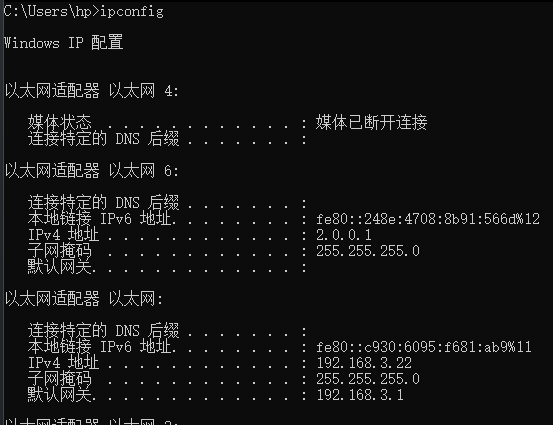 C:\Users\hp>ipconfig
Windows IP 配置
以太网适配器 以太网 4:
媒体状态 . . . . . . . . . . . . : 媒体已断开连接
连接特定的 DNS 后缀 . . . . . . . :
以太网适配器 以太网 6:
连接特定的 DNS 后缀 . . . . . . . :
本地链接 IPv6 地址. . . . . . . . : fe80::248e:4708:8b91:566d%12
IPv4 地址 . . . . . . . . . . . . : 2.0.0.1
子网掩码 . . . . . . . . . . . . : 255.255.255.0
默认网关. . . . . . . . . . . . . :
以太网适配器 以太网:
连接特定的 DNS 后缀 . . . . . . . :
本地链接 IPv6 地址. . . . . . . . : fe80::c930:6095:f681:ab9%11
IPv4 地址 . . . . . . . . . . . . : 192.168.3.22
子网掩码 . . . . . . . . . . . . : 255.255.255.0
默认网关. . . . . . . . . . . . . : 192.168.3.1